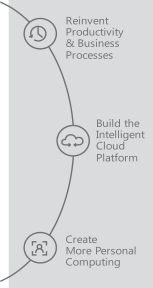 Reinvent
Productivity
& Business
Processes
Build the
Intelligent
Cloud
Platform
Create
More Personal
Computing